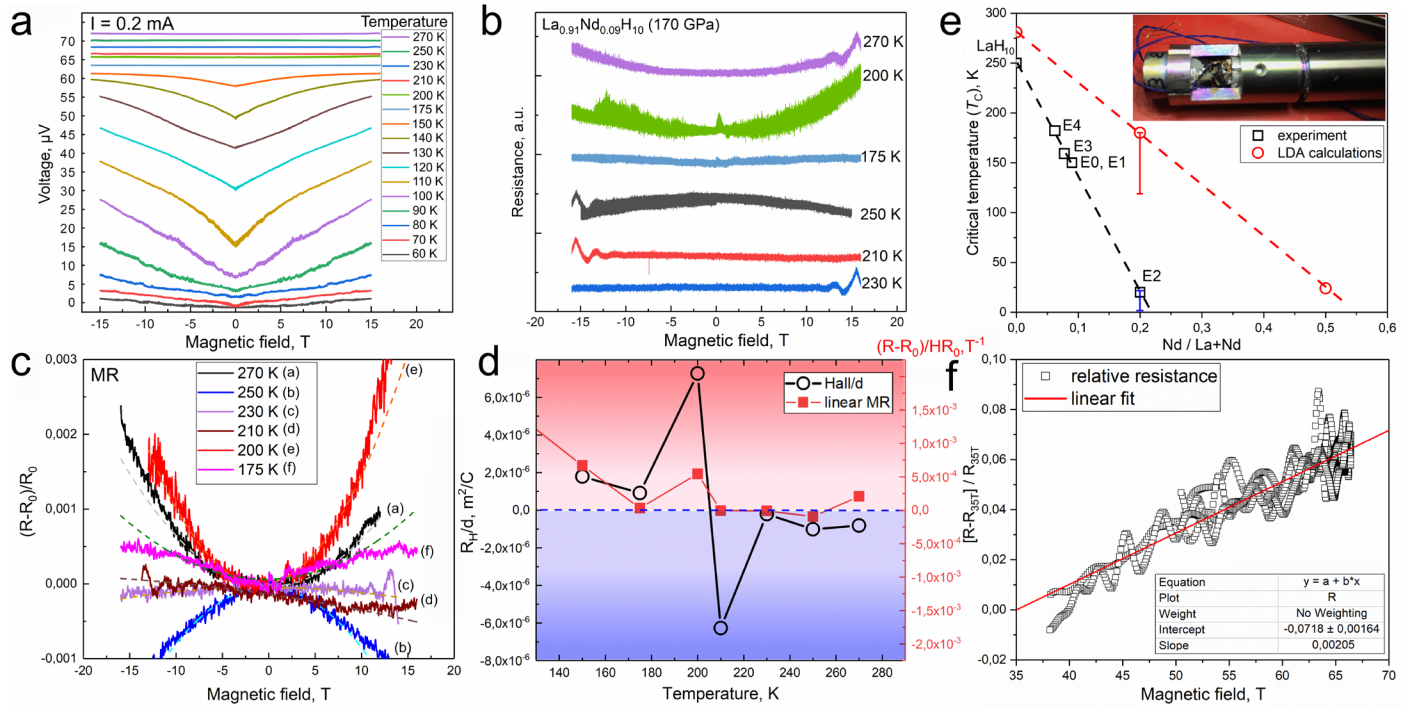 a
I = 0.2 mA
Temperature
270 K
250 K
230 K
210 K
200 K
175 K
150 K
140 K
130 K
120 K
110 K
100 K
90 K
80 K
70 K
60 K
70
65
60
55
50
45
40
35
30
25
20
15
10
5
0
Voltage, µV
-15 -10 -5 0 5 10 15
Magnetic field, T
b
La0.91Nd0.09H10 (170 GPa)
270 K
200 K
175 K
250 K
210 K
230 K
Resistance, a.u.
-20 -15 -10 -5 0 5 10 15 20
Magnetic field, T
e
300
250
200
150
100
50
0
Critical temperature (TC), K
LaH10
E4
E3
E0, E1
E2
experiment
LDA calculations
0,0 0,1 0,2 0,3 0,4 0,5 0,6
Nd / La+Nd
c
MR
270 K (a)
250 K (b)
230 K (c)
210 K (d)
200 K (e)
175 K (f)
0,003
0,002
0,001
0,000
-0,001
(R-R0)/R0
(e)
(a)
(f)
(c)
(d)
(b)
-20 -15 -10 -5 0 5 10 15 20
Magnetic field, T
d
(R-R0)/HR0,T-1
Hall/d
linear MR
6,0x10-6
4,0x10-6
2,0x10-6
0,0
-2,0x10-6
-4,0x10-6
-6,0x10-6
-8,0x10-6
RH/d, m2/C
1,5x10-3
1,0x10-3
5,0x10-4
0,0
-5,0x10-4
-1,0x10-3
-1,5x10-3
-2,0x10-3
140 160 180 200 220 240 260 280
Temperature, K
f
relative resistance
linear fit
0,10
0,08
0,06
0,04
0,02
0,00
-0,02
[R-R35T] / R35T
Equation y = a + b*x
Plot R
Weight No Weighting
Intercept -0,0718 ± 0,00164
Slope 0,00205
35 40 45 50 55 60 65 70
Magnetic field, T